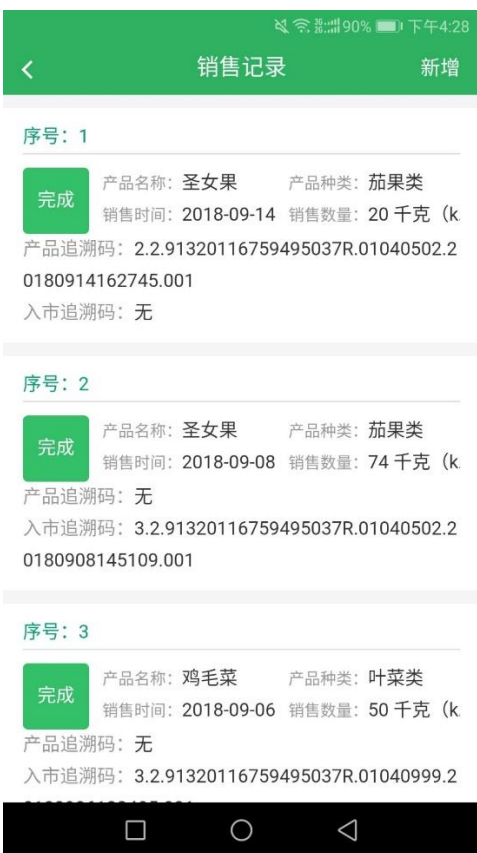 90% 下午4:28
销售记录 新增
序号：1
完成
产品名称：圣女果 产品种类：茄果类
销售时间：2018-09-14 销售数量：20 千克（k
产品追溯码：2.2.91320116759495037R.01040502.2
0180914162745.001
入市追溯码：无
序号：2
完成
产品名称：圣女果 产品种类：茄果类
销售时间：2018-09-08 销售数量：74 千克（k
产品追溯码：无
入市追溯码：3.2.91320116759495037R.01040502.2
0180908145109.001
序号：3
完成
产品名称：鸡毛菜 产品种类：叶菜类
销售时间：2018-09-06 销售数量：50 千克（k
产品追溯码：无
入市追溯码：3.2.91320116759495037R.01040999.2